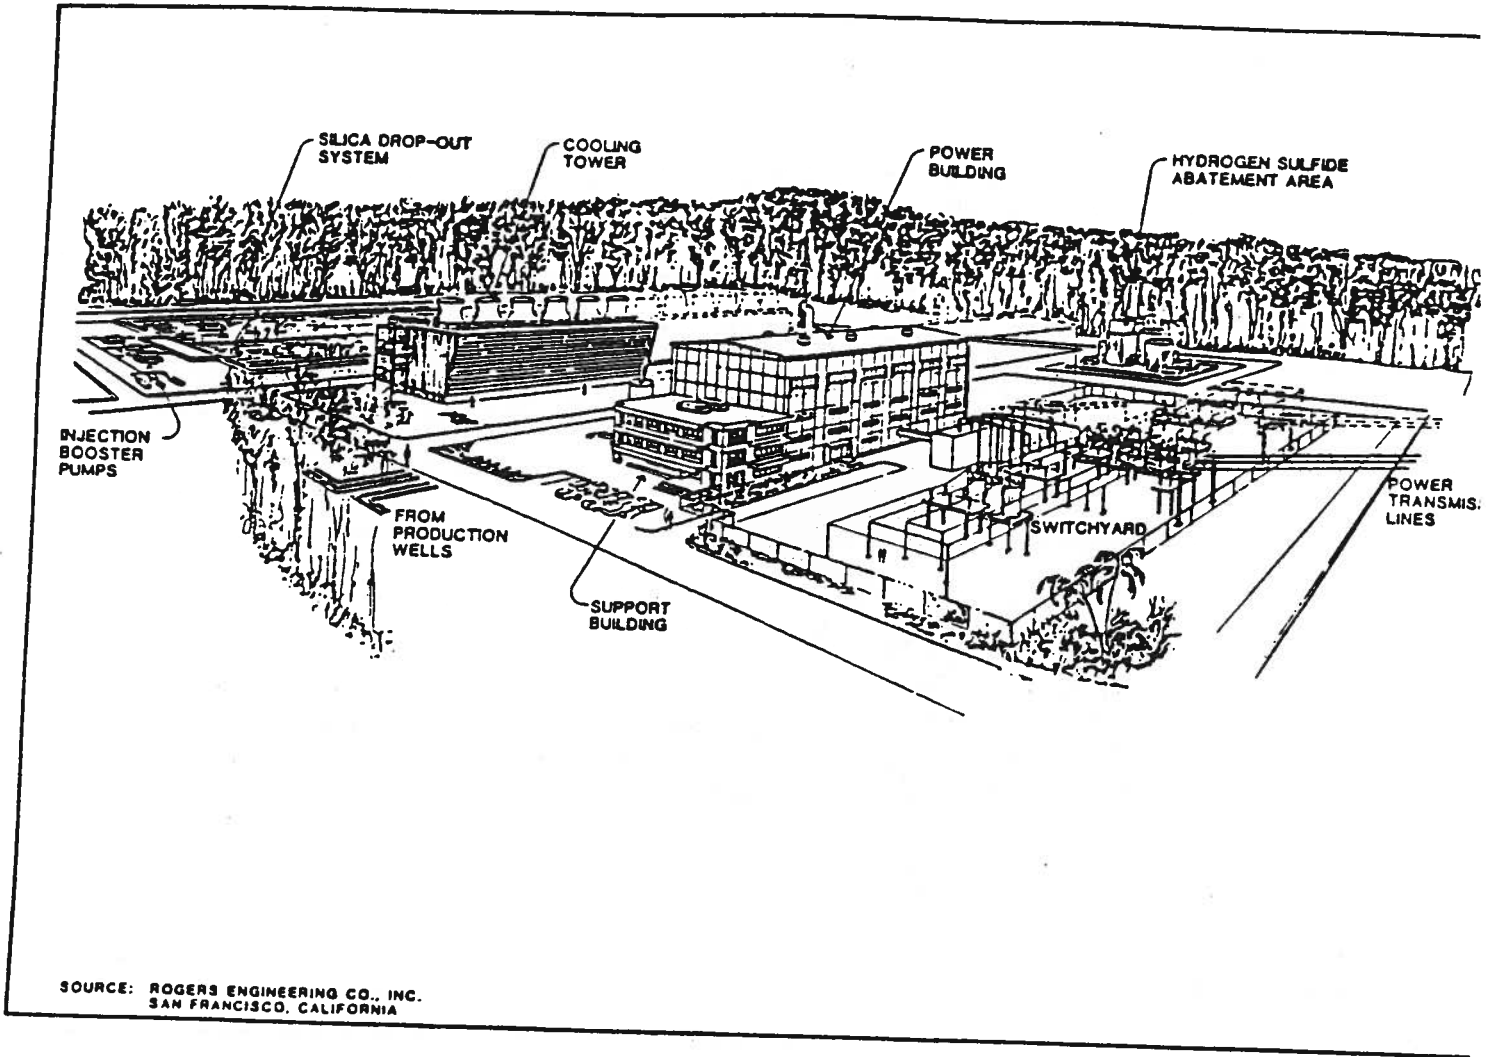 SILICA DROP-OUT
SYSTEM
COOLING
TOWER
POWER
BUILDING
HYDROGEN SULFIDE
ABATEMENT AREA
INJECTION
BOOSTER
PUMPS
FROM
PRODUCTION
WELLS
SWITCHYARD
POWER
TRANSMIS
LINES
SUPPORT
BUILDING
SOURCE: ROGERS ENGINEERING CO., INC.
SAN FRANCISCO, CALIFORNIA